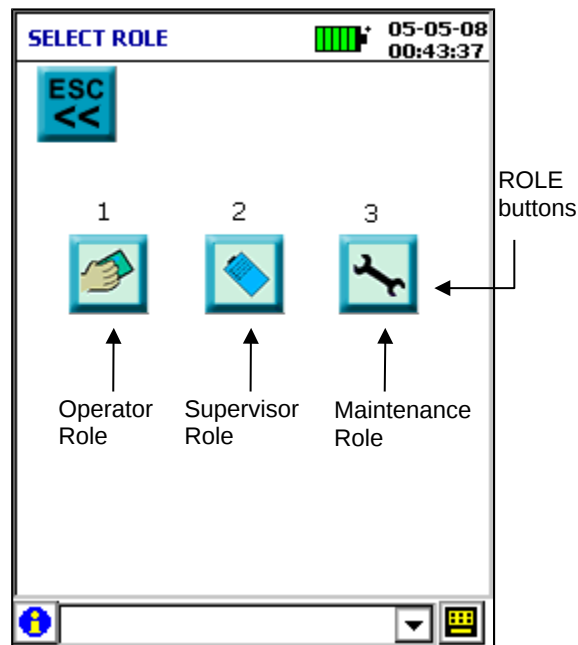 SELECT ROLE
05-05-08
00:43:37
ESC
<<
ROLE
buttons
1 2 3
Operator
Role
Supervisor
Role
Maintenance
Role